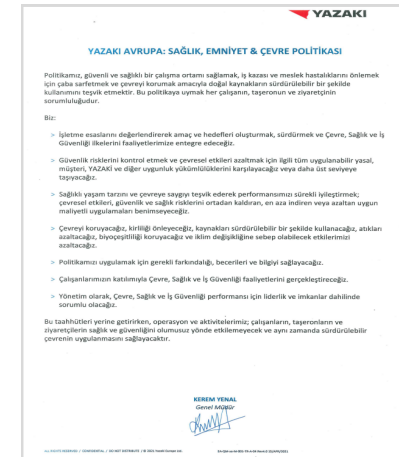 YAZAKI
YAZAKI AVRUPA: SAĞLIK, EMNİYET & ÇEVRE POLİTİKASI
Politikamız, güvenli ve sağlıklı bir çalışma ortamı sağlamak, iş kazası ve meslek hastalıklarını önlemek
için çaba sarfetmek ve çevreyi korumak amacıyla doğal kaynakların sürdürülebilir bir şekilde
kullanımını teşvik etmektir. Bu politikaya uymak her çalışanın, taşeronun ve ziyaretçinin
sorumluluğudur.
Biz:
> İşletme esaslarını değerlendirerek amaç ve hedefleri oluşturmak, sürdürmek ve Çevre, Sağlık ve İş
Güvenliği ilkelerini faaliyetlerimize entegre edeceğiz.
> Güvenlik risklerini kontrol etmek ve çevresel etkileri azaltmak için ilgili tüm uygulanabilir yasal,
müşteri, YAZAKİ ve diğer uygunluk yükümlülüklerini karşılayacağız veya daha üst seviyeye
taşıyacağız.
> Sağlıklı yaşam tarzını ve çevreye saygıyı teşvik ederek performansımızı sürekli iyileştirmek;
çevresel etkileri, güvenlik ve sağlık risklerini ortadan kaldıran, en aza indiren veya azaltan uygun
maliyetli uygulamaları benimseyeceğiz.
> Çevreyi koruyacağız, kirliliği önleyeceğiz, kaynakları sürdürülebilir bir şekilde kullanacağız, atıkları
azaltacağız, biyoçeşitliliği koruyacağız ve iklim değişikliğine sebep olabilecek etkilerimizi
azaltacağız.
> Politikamızı uygulamak için gerekli farkındalığı, becerileri ve bilgiyi sağlayacağız.
> Çalışanlarımızın katılımıyla Çevre, Sağlık ve İş Güvenliği faaliyetlerini gerçekleştireceğiz.
> Yönetim olarak, Çevre, Sağlık ve İş Güvenliği performansı için liderlik ve imkanlar dahilinde
sorumlu olacağız.
Bu taahhütleri yerine getirirken, operasyon ve aktivitelerimiz; çalışanların, taşeronların ve
ziyaretçilerin sağlık ve güvenliğini olumsuz yönde etkilemeyecek ve aynı zamanda sürdürülebilir
çevrenin uygulanmasını sağlayacaktır.
KEREM YENAL
Genel Müdür